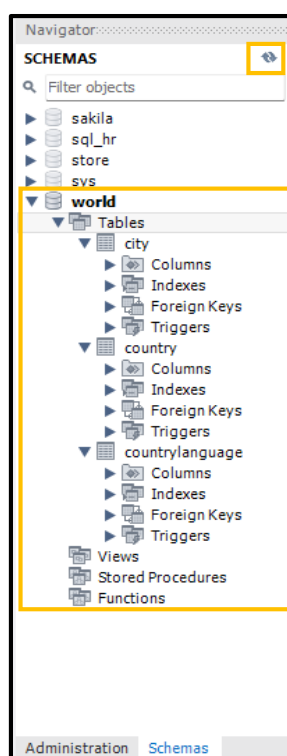 Navigator
SCHEMAS
Filter objects
sakila
sql_hr
store
sys
world
Tables
city
Columns
Indexes
Foreign Keys
Triggers
country
Columns
Indexes
Foreign Keys
Triggers
countrylanguage
Columns
Indexes
Foreign Keys
Triggers
Views
Stored Procedures
Functions
Administration Schemas